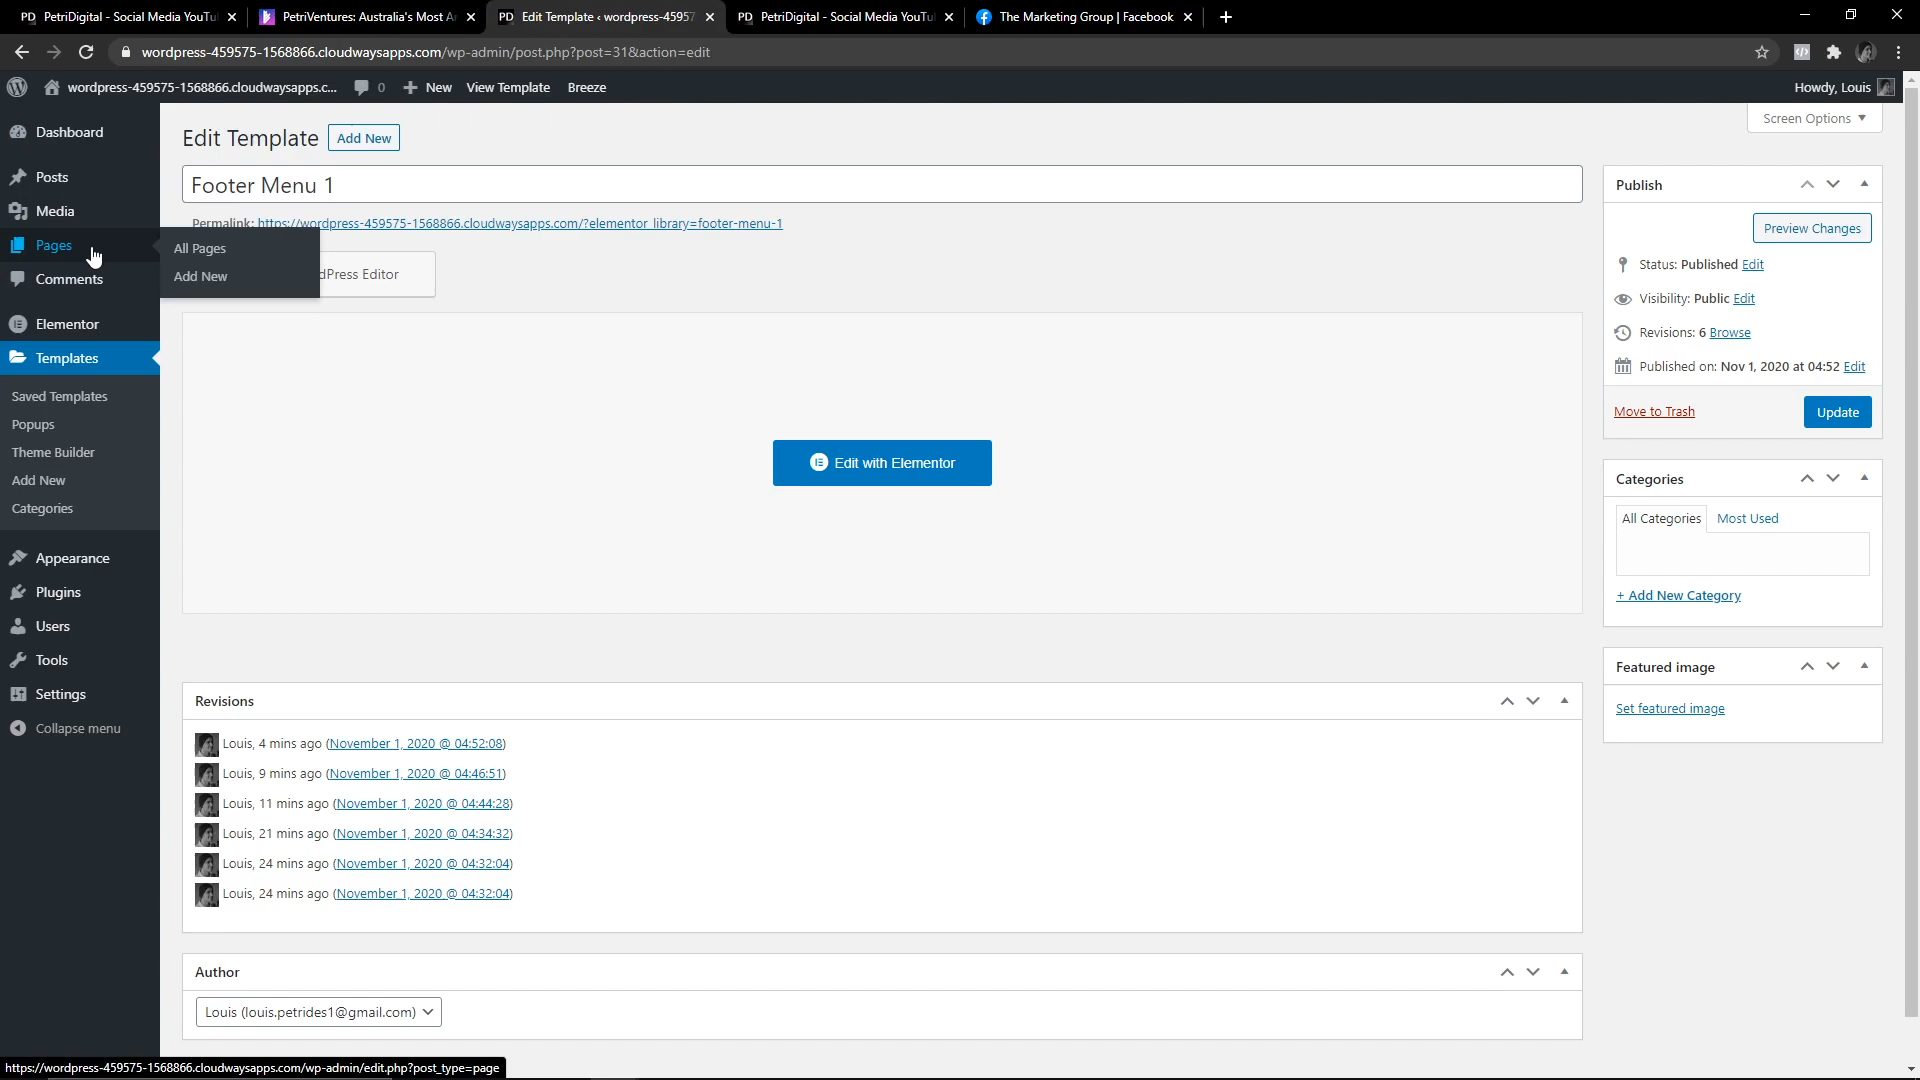 PD PetriDigital - Social Media YouTu
PetriVentures: Australia's Most A
PD Edit Template ‹ wordpress-4595
PD PetriDigital - Social Media YouTu
The Marketing Group | Facebook
wordpress-459575-1568866.cloudwaysapps.com/wp-admin/post.php?post=31&action=edit
wordpress-459575-1568866.cloudwaysapps.c...
0
New
View Template
Breeze
Howdy, Louis
Screen Options
Dashboard
Posts
Media
Pages
All Pages
Add New
Comments
Elementor
Templates
Saved Templates
Popups
Theme Builder
Add New
Categories
Appearance
Plugins
Users
Tools
Settings
Collapse menu
Edit Template
Add New
Footer Menu 1
Permalink: https://wordpress-459575-1568866.cloudwaysapps.com/?elementor_library=footer-menu-1
dPress Editor
Edit with Elementor
Revisions
Louis, 4 mins ago (November 1, 2020 @ 04:52:08)
Louis, 9 mins ago (November 1, 2020 @ 04:46:51)
Louis, 11 mins ago (November 1, 2020 @ 04:44:28)
Louis, 21 mins ago (November 1, 2020 @ 04:34:32)
Louis, 24 mins ago (November 1, 2020 @ 04:32:04)
Louis, 24 mins ago (November 1, 2020 @ 04:32:04)
Author
Louis (louis.petrides1@gmail.com)
Publish
Preview Changes
Status: Published Edit
Visibility: Public Edit
Revisions: 6 Browse
Published on: Nov 1, 2020 at 04:52 Edit
Move to Trash
Update
Categories
All Categories
Most Used
+ Add New Category
Featured image
Set featured image
https://wordpress-459575-1568866.cloudwaysapps.com/wp-admin/edit.php?post_type=page